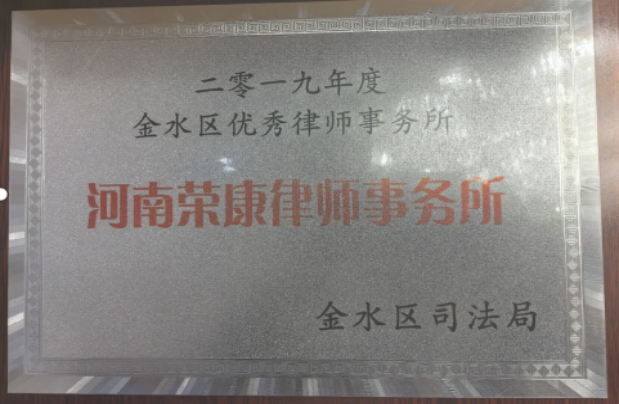 二零一九年度
金水区优秀律师事务所
河南荣康律师事务所
金水区司法局